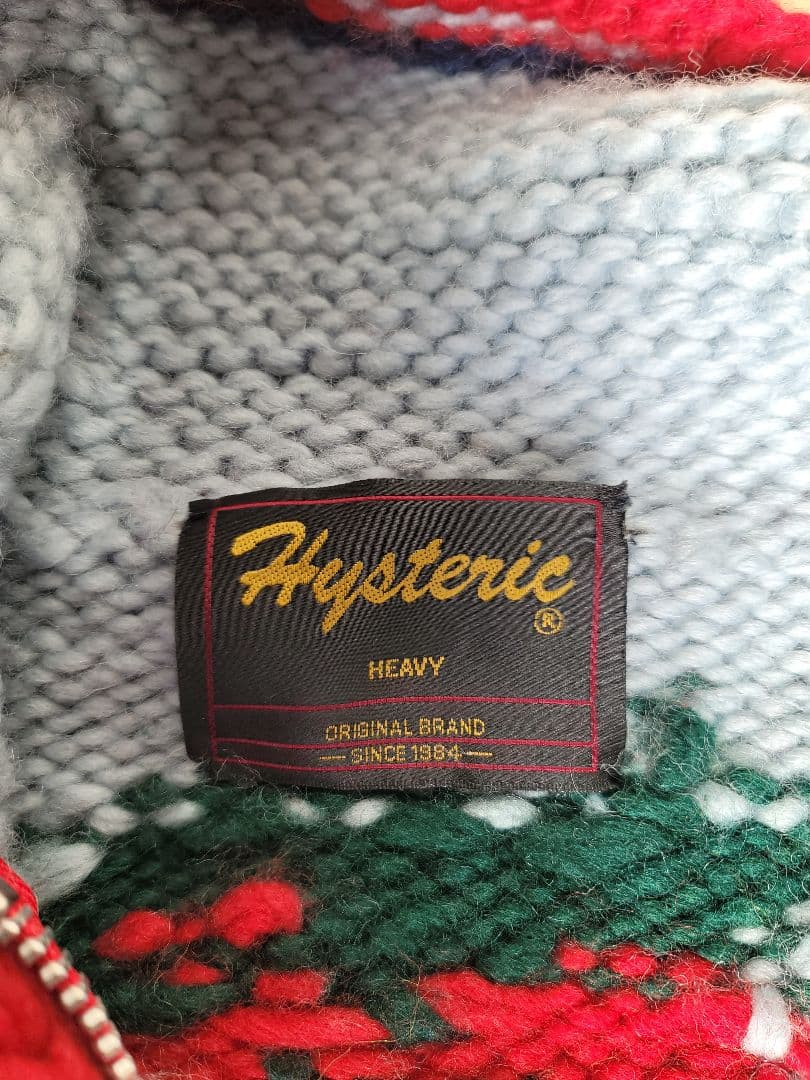 Hysteric
®
HEAVY
ORIGINAL BRAND
— SINCE 1984 —